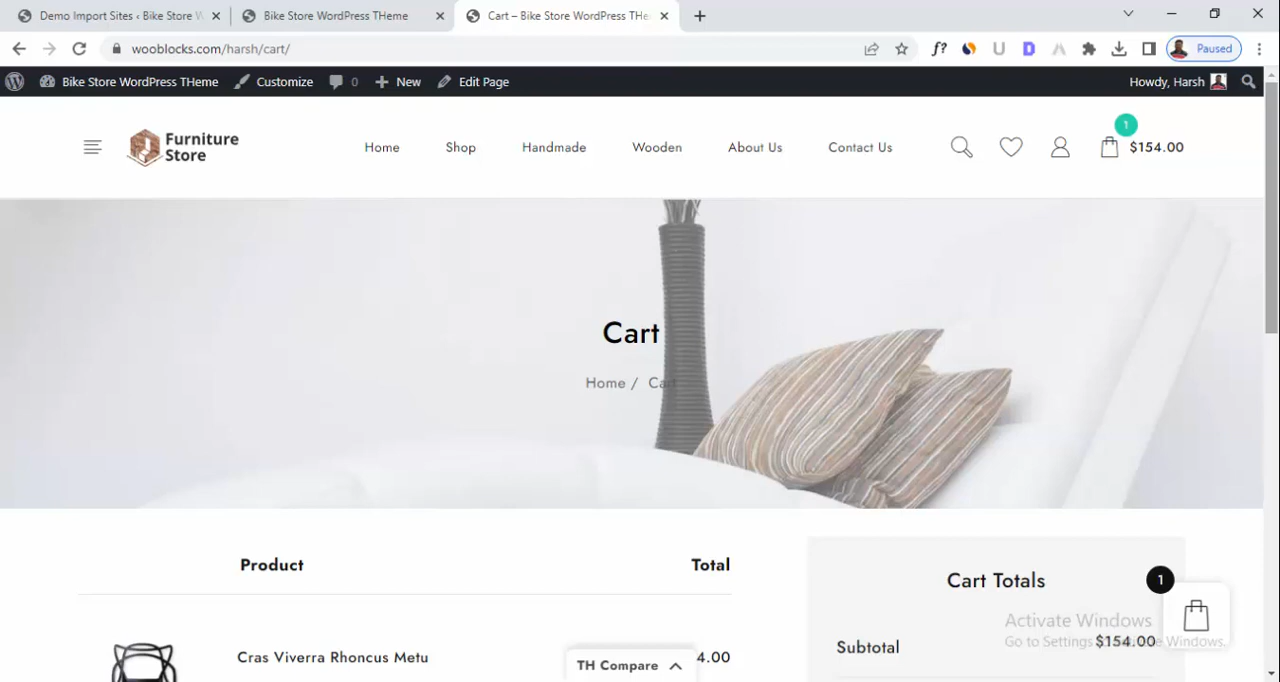 Demo Import Sites ‹ Bike Store W
Bike Store WordPress THeme
Cart – Bike Store WordPress THe
wooblocks.com/harsh/cart/
f?
U
D
Paused
Bike Store WordPress THeme
Customize
0
New
Edit Page
Howdy, Harsh
Furniture
Store
Home
Shop
Handmade
Wooden
About Us
Contact Us
1
$154.00
Cart
Home / Cart
Product
Total
Cart Totals
1
Activate Windows
Go to Settings
Windows.
Subtotal
$154.00
Cras Viverra Rhoncus Metu
4.00
TH Compare